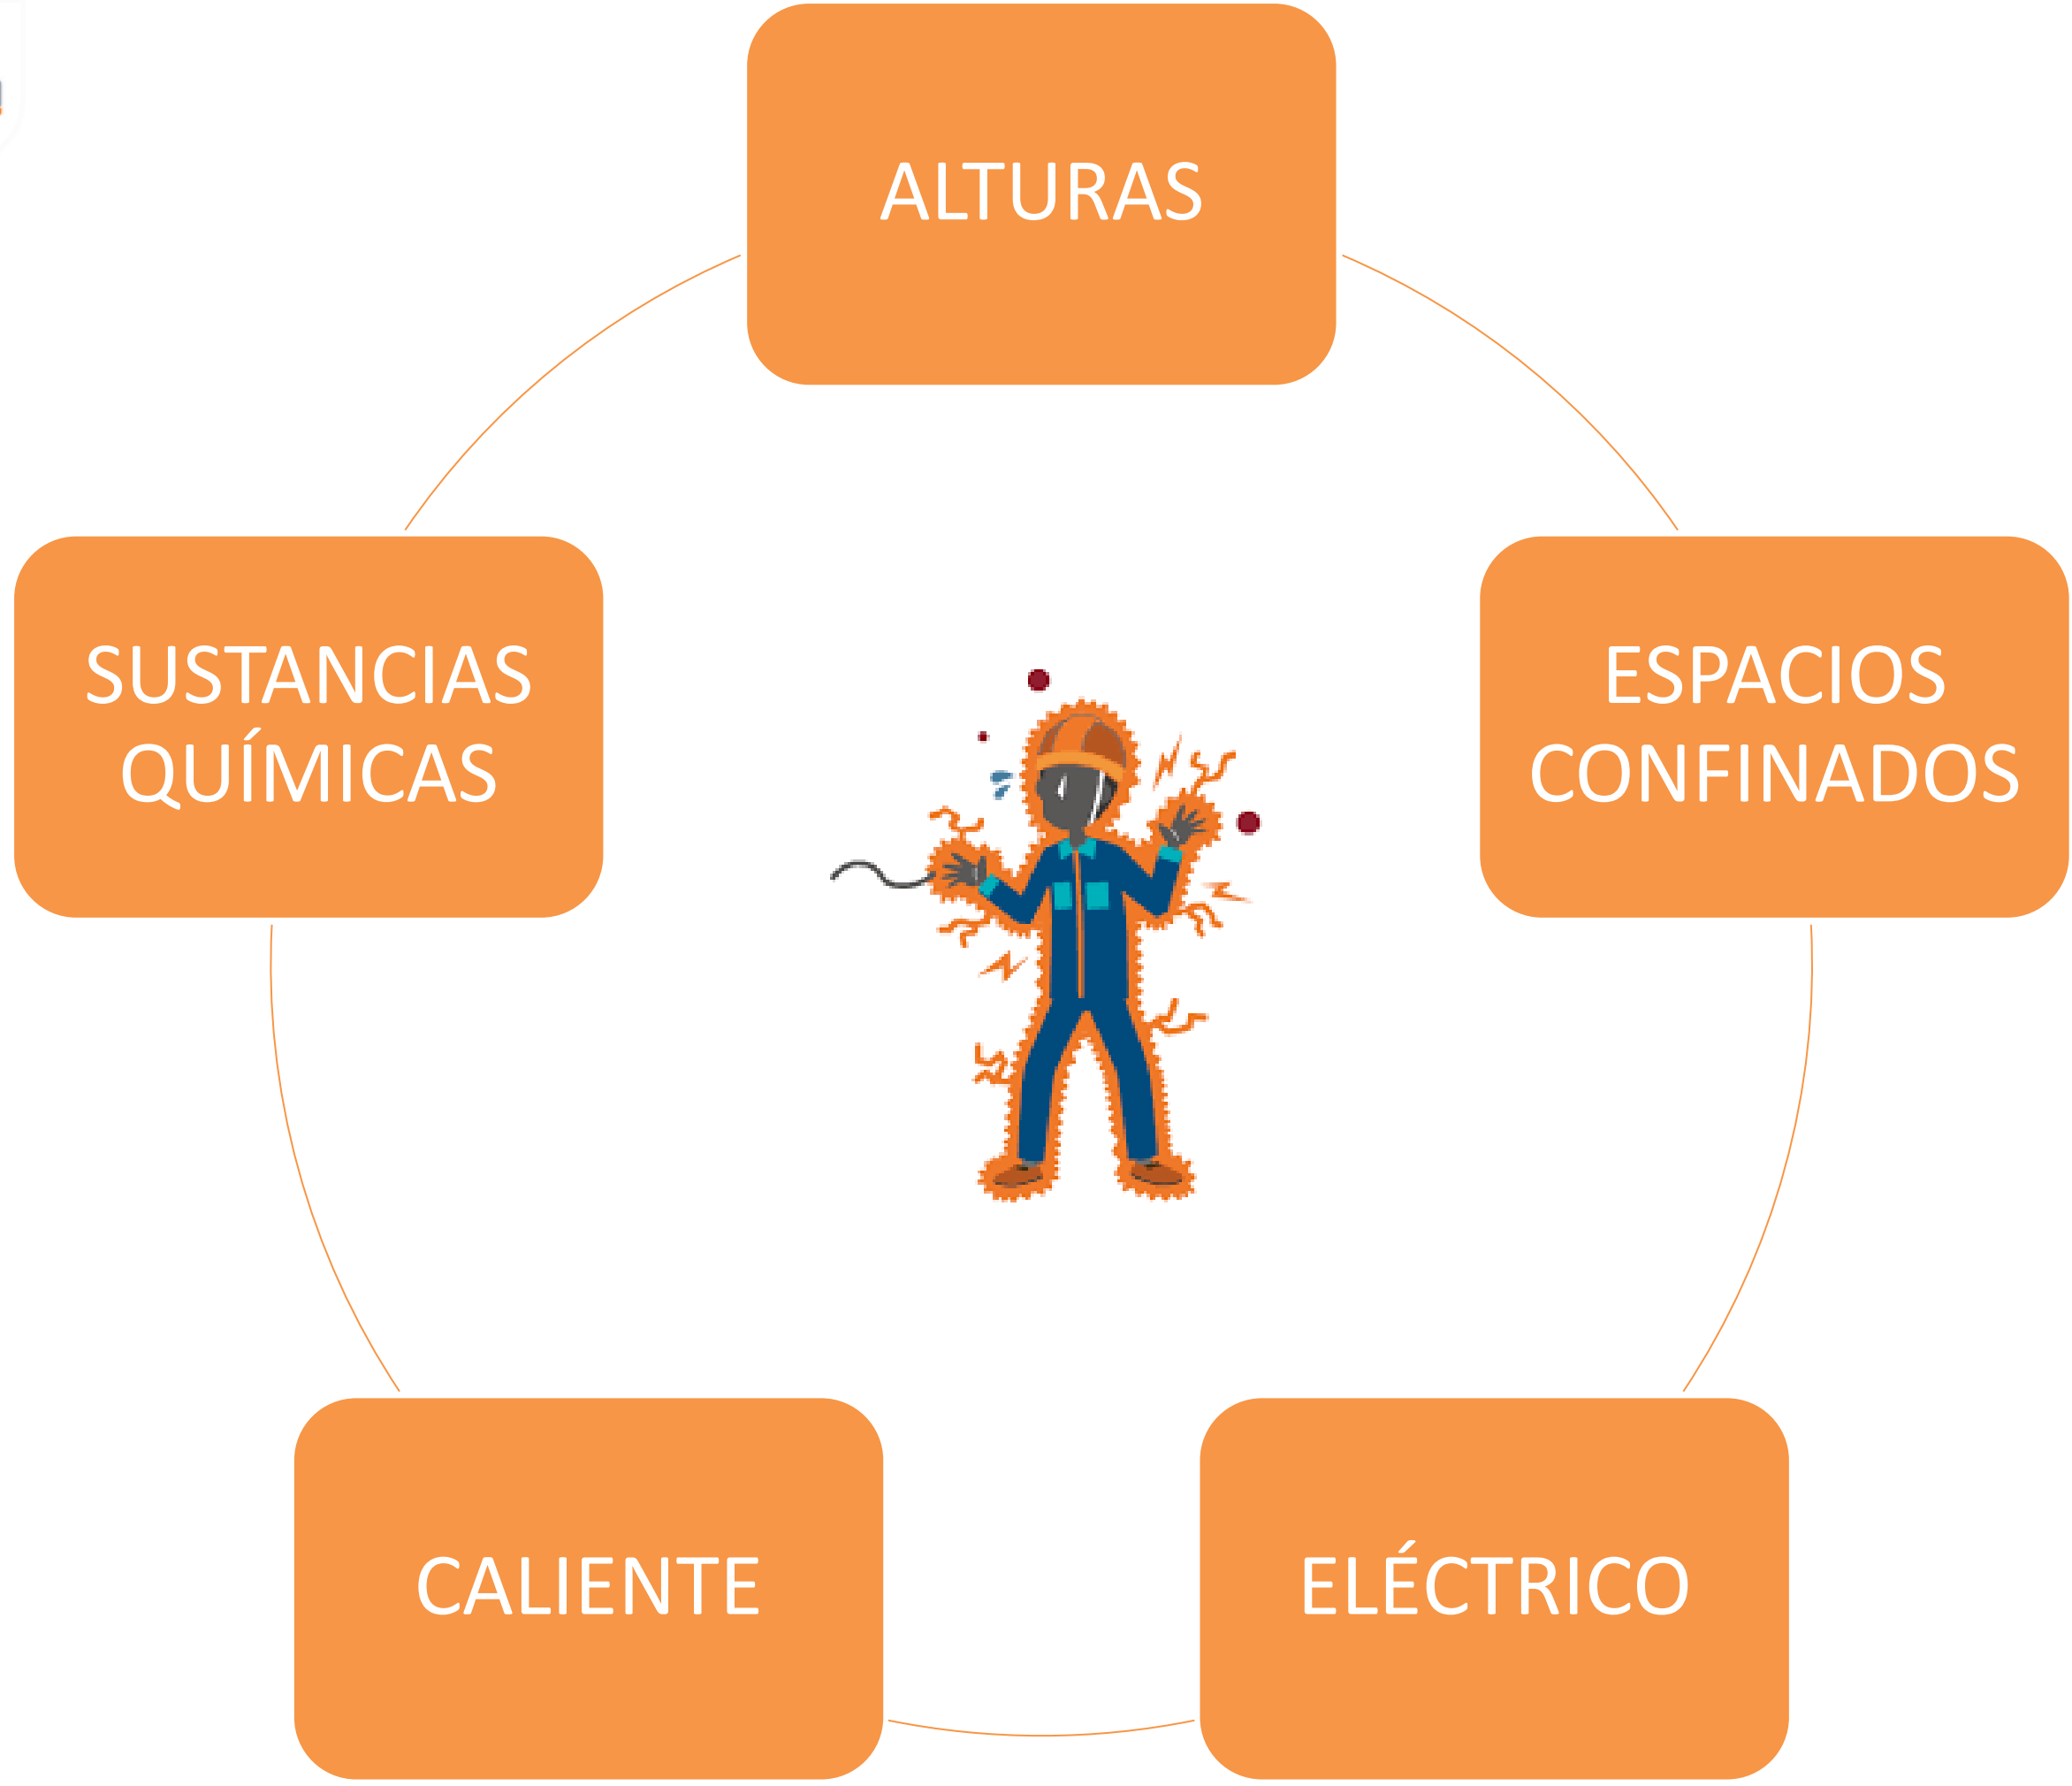 ALTURAS
SUSTANCIAS
QUÍMICAS
ESPACIOS
CONFINADOS
CALIENTE
ELÉCTRICO